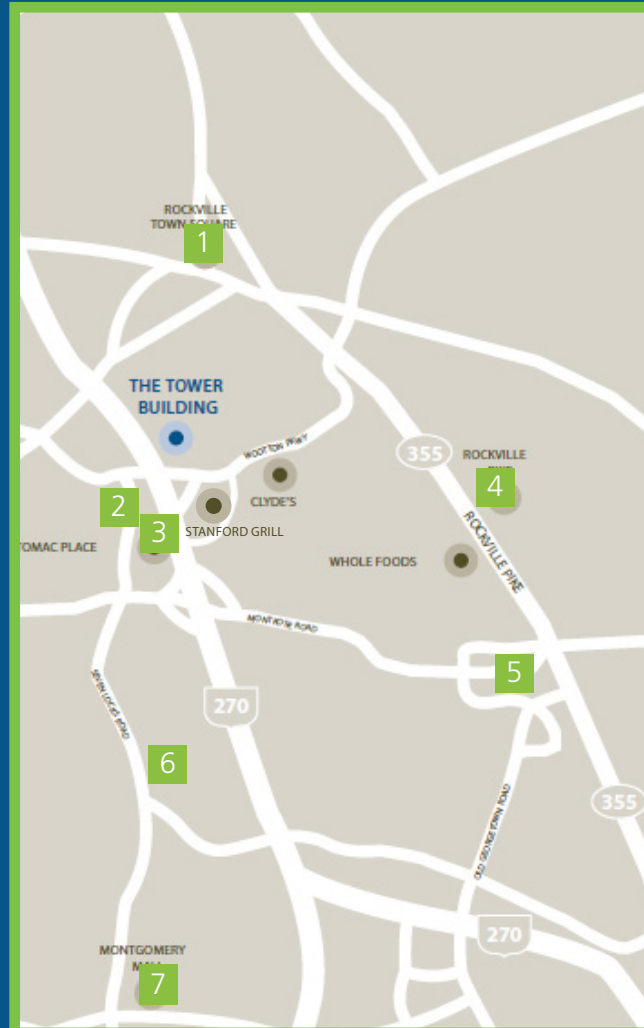 ROCKVILLE
TOWN SQUARE
1
THE TOWER
BUILDING
WOOTTON PKWY
355
ROCKVILLE
4
CLYDE'S
2
STANFORD GRILL
3
TOMAC PLACE
ROCKVILLE PIKE
WHOLE FOODS
MONTROSE ROAD
5
SEVEN LOCKS ROAD
270
6
355
OLD GEORGETOWN ROAD
270
MONTGOMERY
7